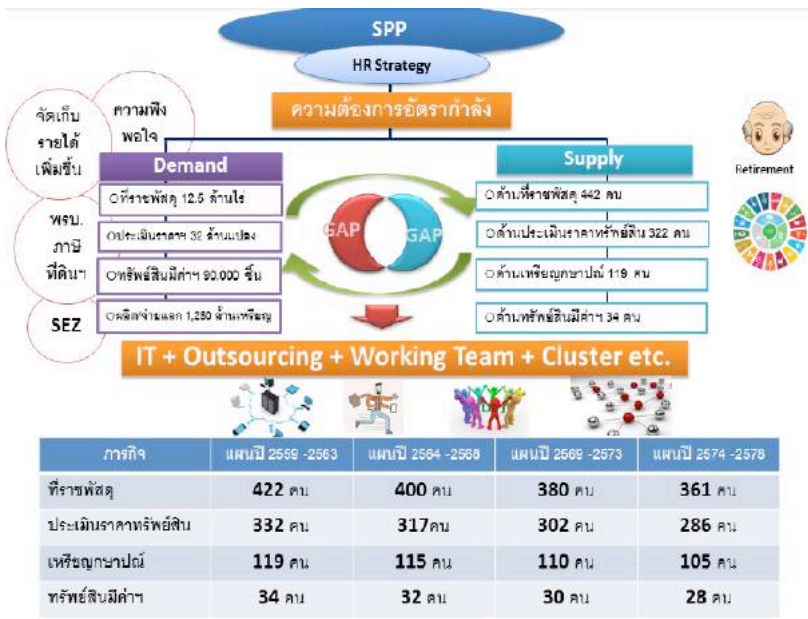 SPP
HR Strategy
ความต้องการอัตรากำลัง
จัดเก็บ
รายได้
เพิ่มขึ้น
ความพึง
พอใจ
พรบ.
ภาษี
ที่ดินฯ
SEZ
Demand
○ที่ราชพัสดุ 12.5 ล้านไร่
○ประเมินราคาฯ 32 ล้านแปลง
○ทรัพย์สินมีค่าฯ 90,000 ชิ้น
○ผลิต/จ่ายแลก 1,250 ล้านเหรียญ
GAP
GAP
Supply
○ด้านที่ราชพัสดุ 442 คน
○ด้านประเมินราคาทรัพย์สิน 322 คน
○ด้านเหรียญกษาปณ์ 119 คน
○ด้านทรัพย์สินมีค่าฯ 34 คน
Retirement
IT + Outsourcing + Working Team + Cluster etc.
ภารกิจ แผนปี 2559 -2563 แผนปี 2564 -2568 แผนปี 2569 -2573 แผนปี 2574 -2578
ที่ราชพัสดุ 422 คน 400 คน 380 คน 361 คน
ประเมินราคาทรัพย์สิน 332 คน 317คน 302 คน 286 คน
เหรียญกษาปณ์ 119 คน 115 คน 110 คน 105 คน
ทรัพย์สินมีค่าฯ 34 คน 32 คน 30 คน 28 คน